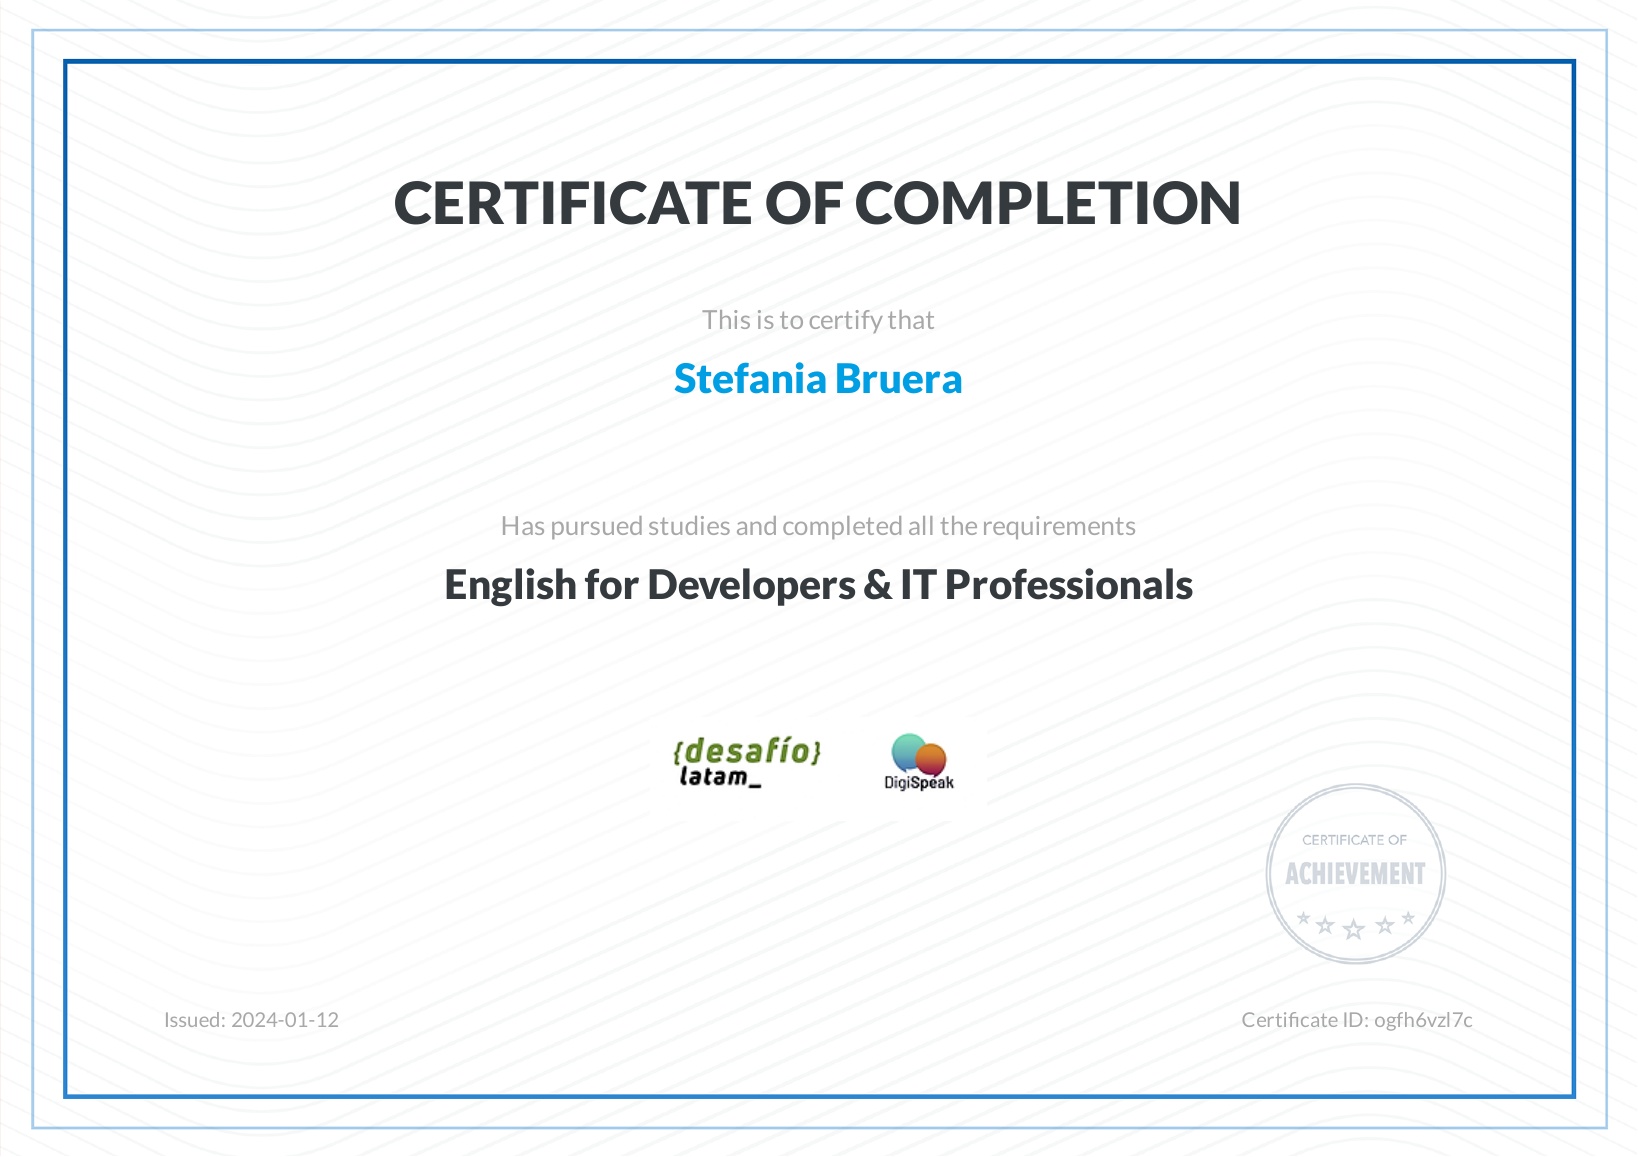 CERTIFICATE OF COMPLETION
This is to certify that
Stefania Bruera
Has pursued studies and completed all the requirements
English for Developers & IT Professionals
{desafío}
latam_
DigiSpeak
CERTIFICATE OF
ACHIEVEMENT
Issued: 2024-01-12
Certificate ID: ogfh6vzl7c